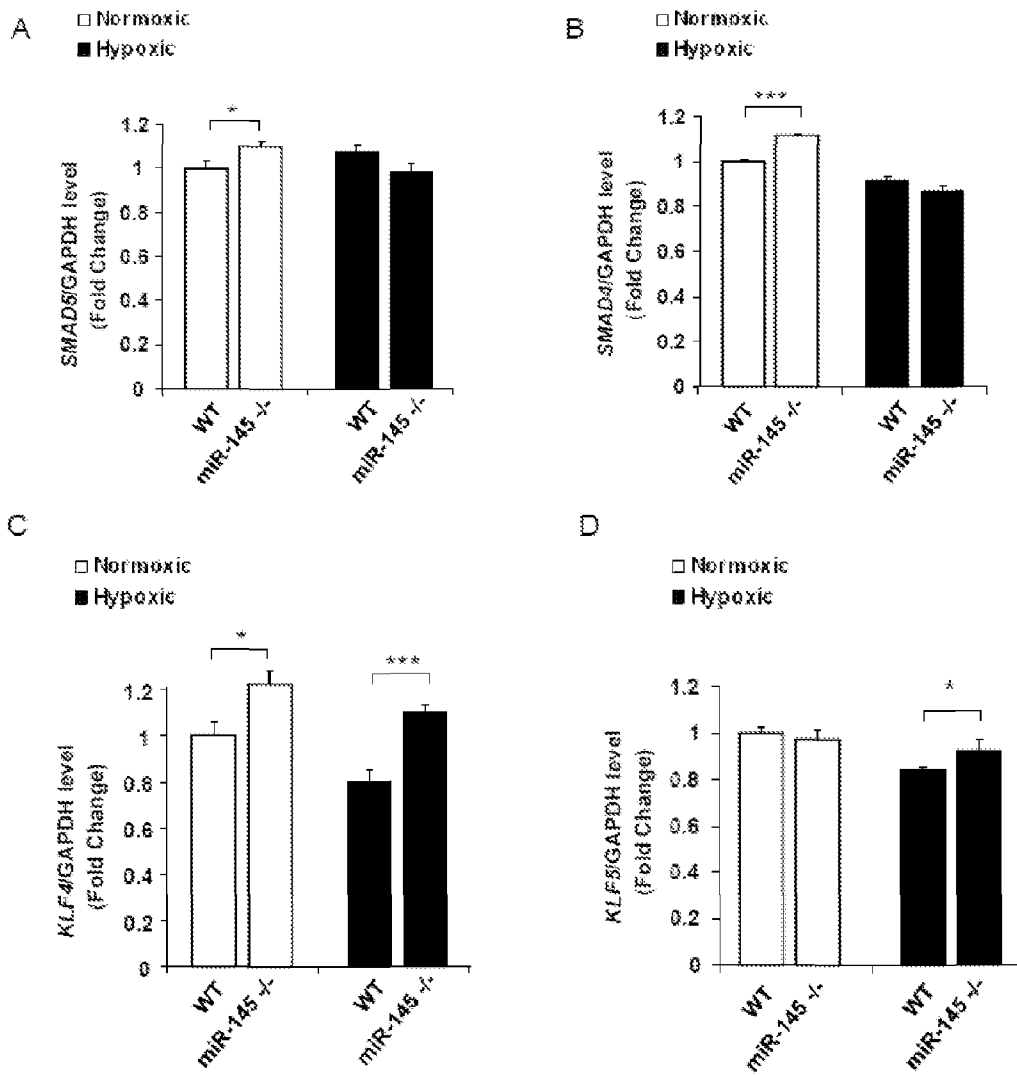 A
Normoxic
Hypoxic
*
SMAD5/GAPDH level
(Fold Change)
1.2
1
0.8
0.6
0.4
0.2
0
WT
miR-145 -/-
WT
miR-145 -/-
B
Normoxic
Hypoxic
***
SMAD4/GAPDH level
(Fold Change)
1.2
1
0.8
0.6
0.4
0.2
0
WT
miR-145 -/-
WT
miR-145 -/-
C
Normoxic
Hypoxic
*
***
KLF4/GAPDH level
(Fold Change)
1.2
1
0.8
0.6
0.4
0.2
0
WT
miR-145 -/-
WT
miR-145 -/-
D
Normoxic
Hypoxic
*
KLF5/GAPDH level
(Fold Change)
1.2
1
0.8
0.6
0.4
0.2
0
WT
miR-145 -/-
WT
miR-145 -/-